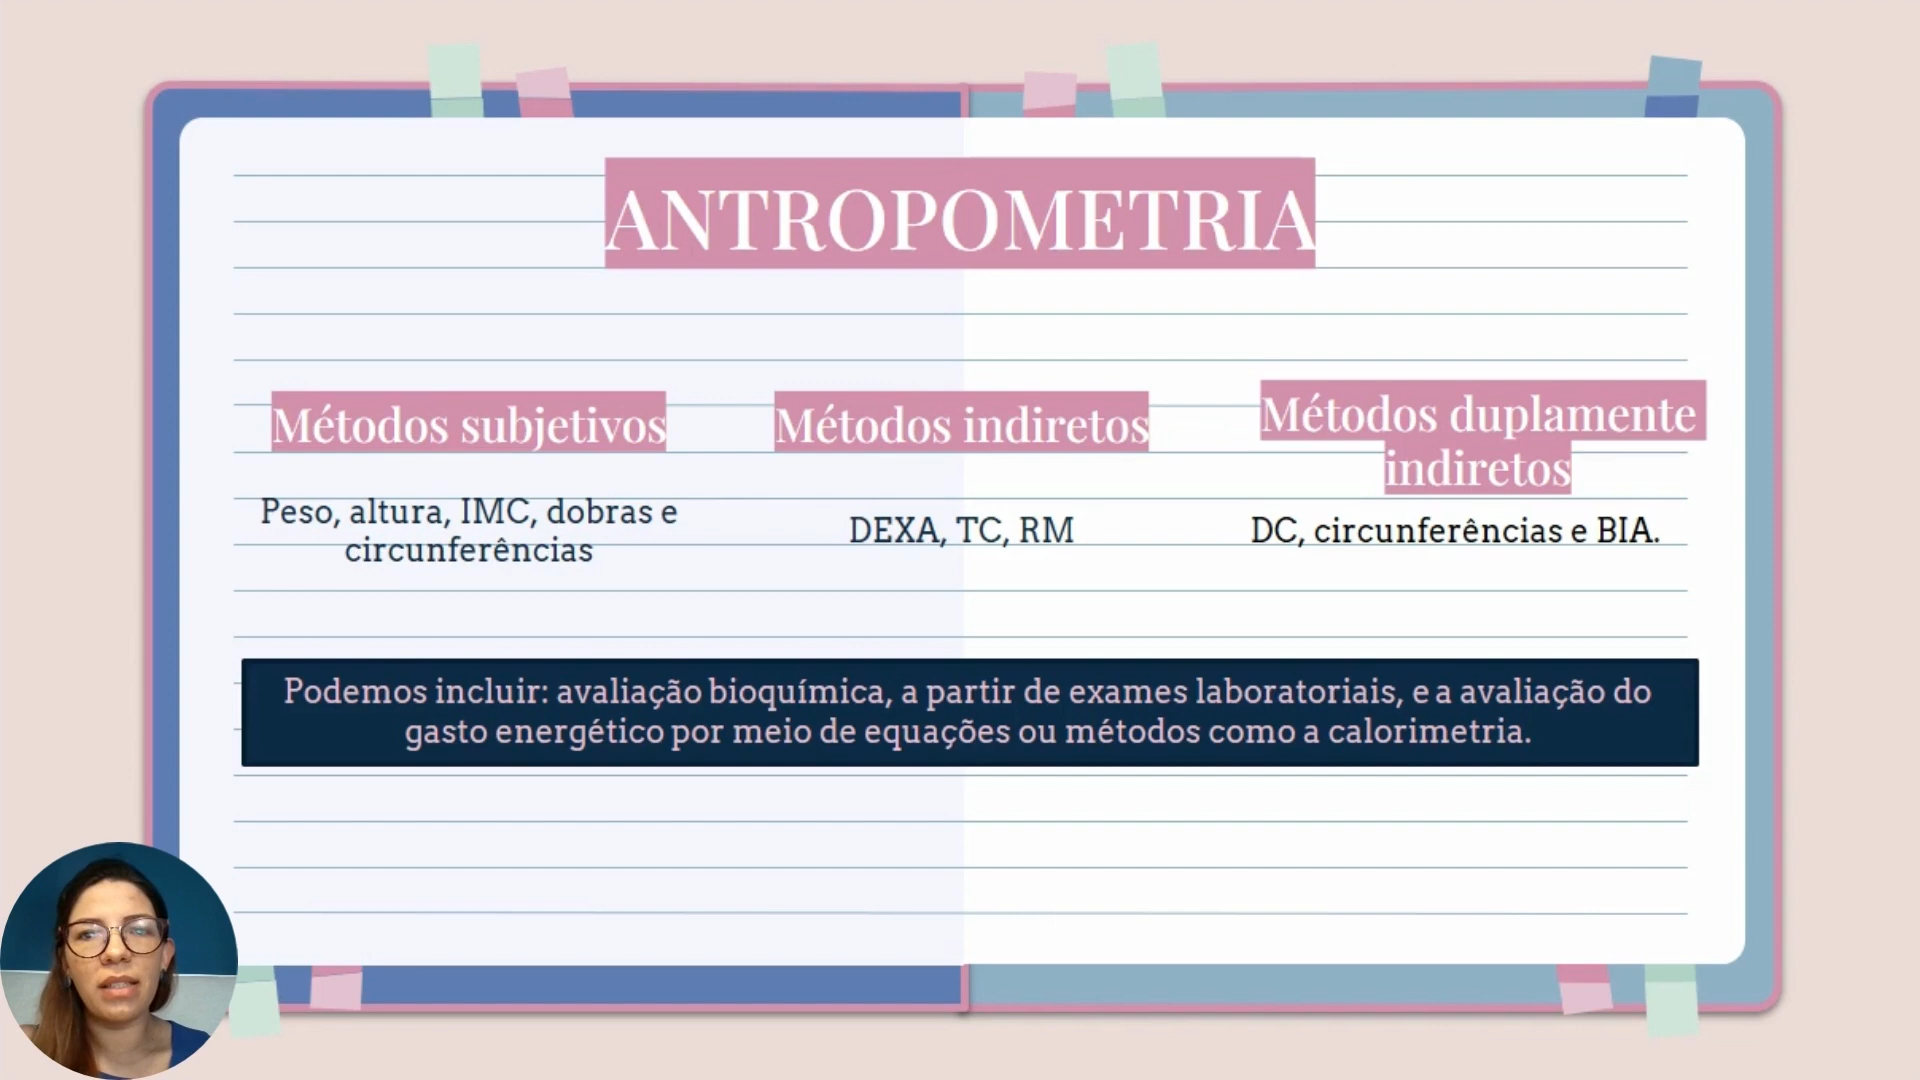 ANTROPOMETRIA
Métodos subjetivos
Peso, altura, IMC, dobras e
circunferências
Métodos indiretos
DEXA, TC, RM
Métodos duplamente
indiretos
DC, circunferências e BIA.
Podemos incluir: avaliação bioquímica, a partir de exames laboratoriais, e a avaliação do
gasto energético por meio de equações ou métodos como a calorimetria.